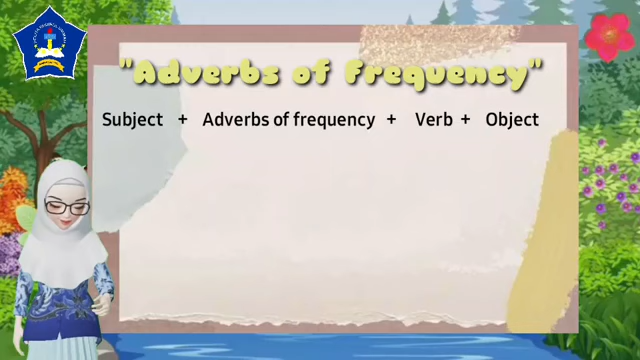 "Adverbs of Frequency"
Subject + Adverbs of frequency + Verb + Object